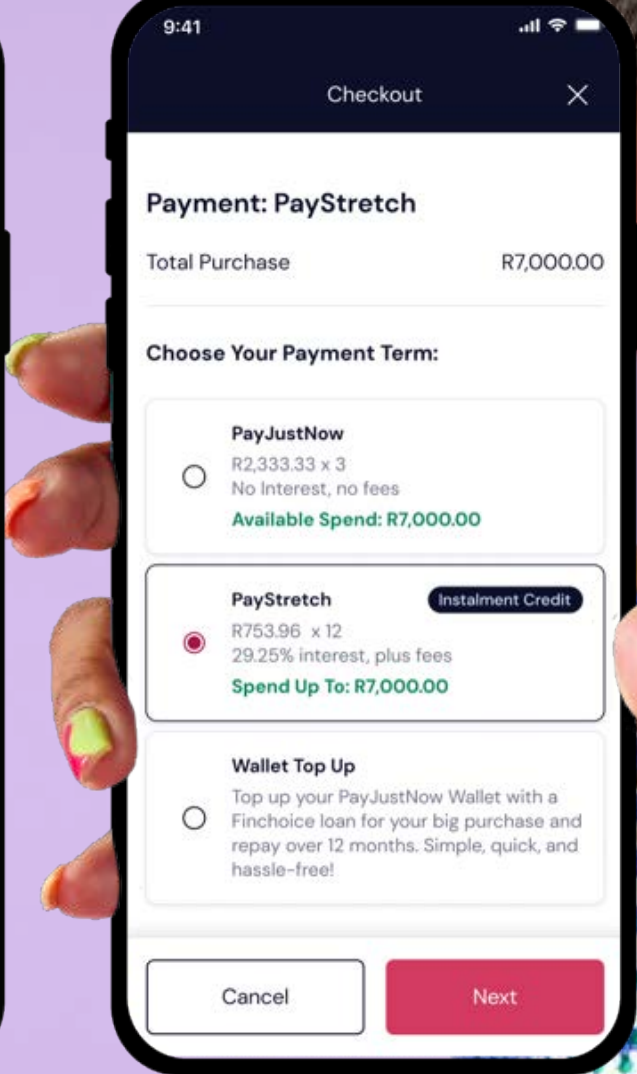 9:41
Checkout
Payment: PayStretch
Total Purchase R7,000.00
Choose Your Payment Term:
PayJustNow
R2,333.33 x 3
No Interest, no fees
Available Spend: R7,000.00
PayStretch Instalment Credit
R753.96 x 12
29.25% interest, plus fees
Spend Up To: R7,000.00
Wallet Top Up
Top up your PayJustNow Wallet with a
Finchoice loan for your big purchase and
repay over 12 months. Simple, quick, and
hassle-free!
Cancel Next